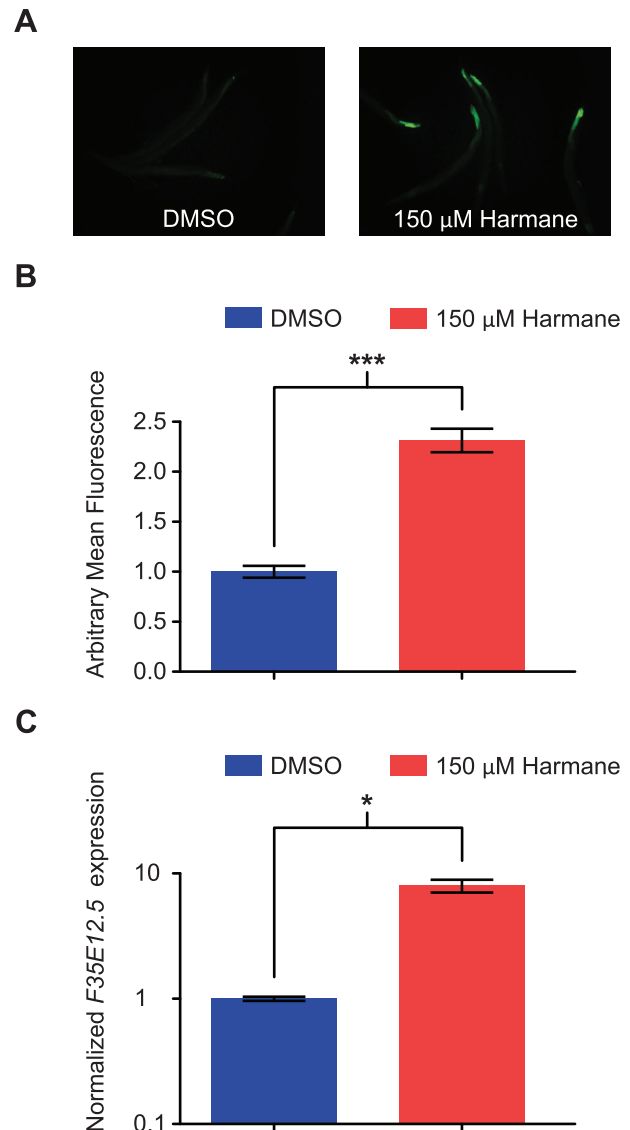 A
DMSO
150 µM Harmane
B
DMSO
150 µM Harmane
***
Arbitrary Mean Fluorescence
2.5
2.0
1.5
1.0
0.5
0.0
C
DMSO
150 µM Harmane
*
Normalized F35E12.5 expression
10
1
0.1